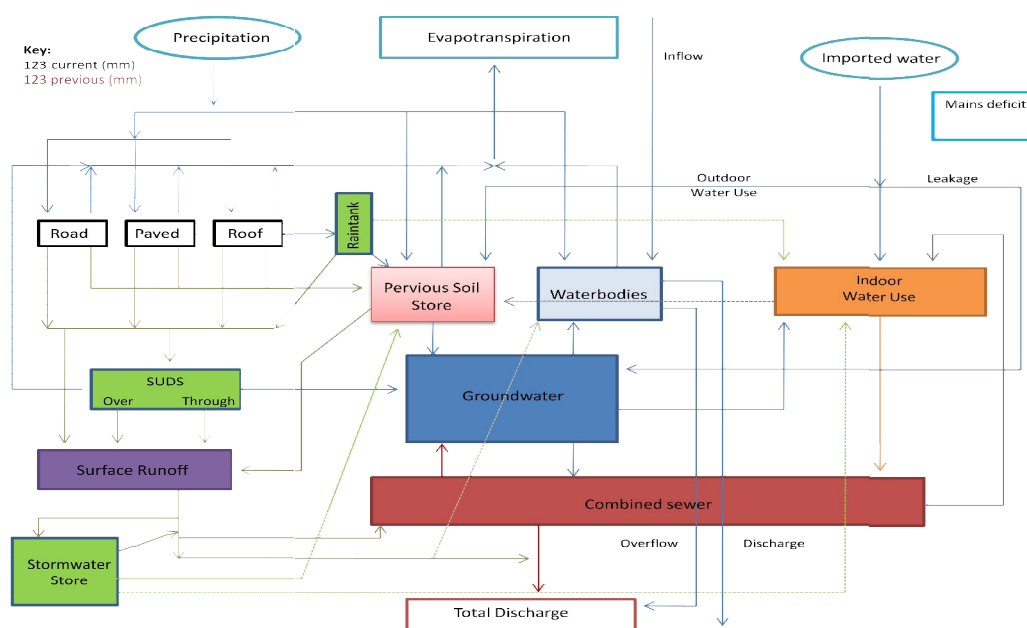 Precipitation
Evapotranspiration
Key:
123 current (mm)
123 previous (mm)
Inflow
Imported water
Mains deficit
Outdoor
Water Use
Leakage
Road
Paved
Roof
Raintank
Pervious Soil
Store
Waterbodies
Indoor
Water Use
SUDS
Over
Through
Groundwater
Surface Runoff
Combined sewer
Overflow
Discharge
Stormwater
Store
Total Discharge